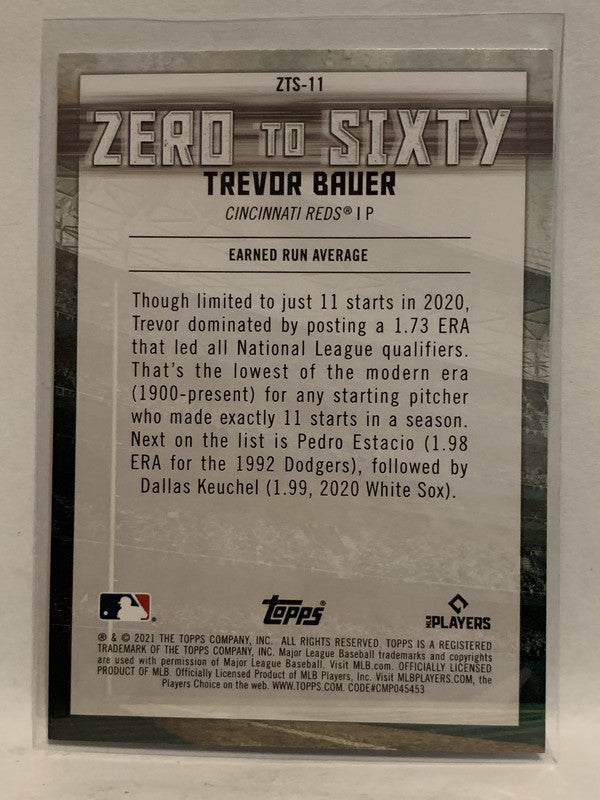 ZTS-11
ZERO TO SIXTY
TREVOR BAUER
CINCINNATI REDS® | P
EARNED RUN AVERAGE
Though limited to just 11 starts in 2020,
Trevor dominated by posting a 1.73 ERA
that led all National League qualifiers.
That's the lowest of the modern era
(1900-present) for any starting pitcher
who made exactly 11 starts in a season.
Next on the list is Pedro Estacio (1.98
ERA for the 1992 Dodgers), followed by
Dallas Keuchel (1.99, 2020 White Sox).
topps®
MLB PLAYERS
® & © 2021 THE TOPPS COMPANY, INC. ALL RIGHTS RESERVED. TOPPS IS A REGISTERED
TRADEMARK OF THE TOPPS COMPANY, INC. Major League Baseball trademarks and copyrights
are used with permission of Major League Baseball. Visit MLB.com. OFFICIALLY LICENSED
PRODUCT OF MLB. Officially Licensed Product of MLB Players, Inc. Visit MLBPLAYERS.COM, the
Players Choice on the web. WWW.TOPPS.COM. CODE#CMP045453